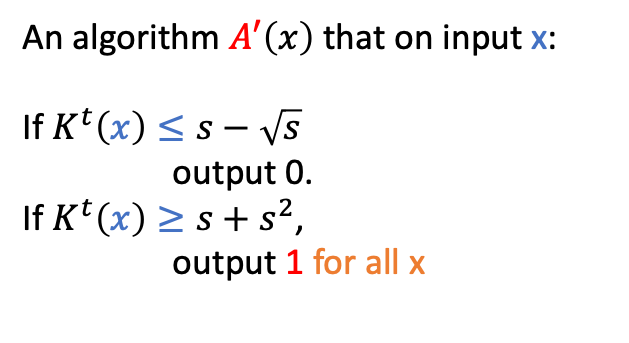 An algorithm A′(x) that on input x:
If Kᵗ(x) ≤ s − √s
output 0.
If Kᵗ(x) ≥ s + s²,
output 1 for all x